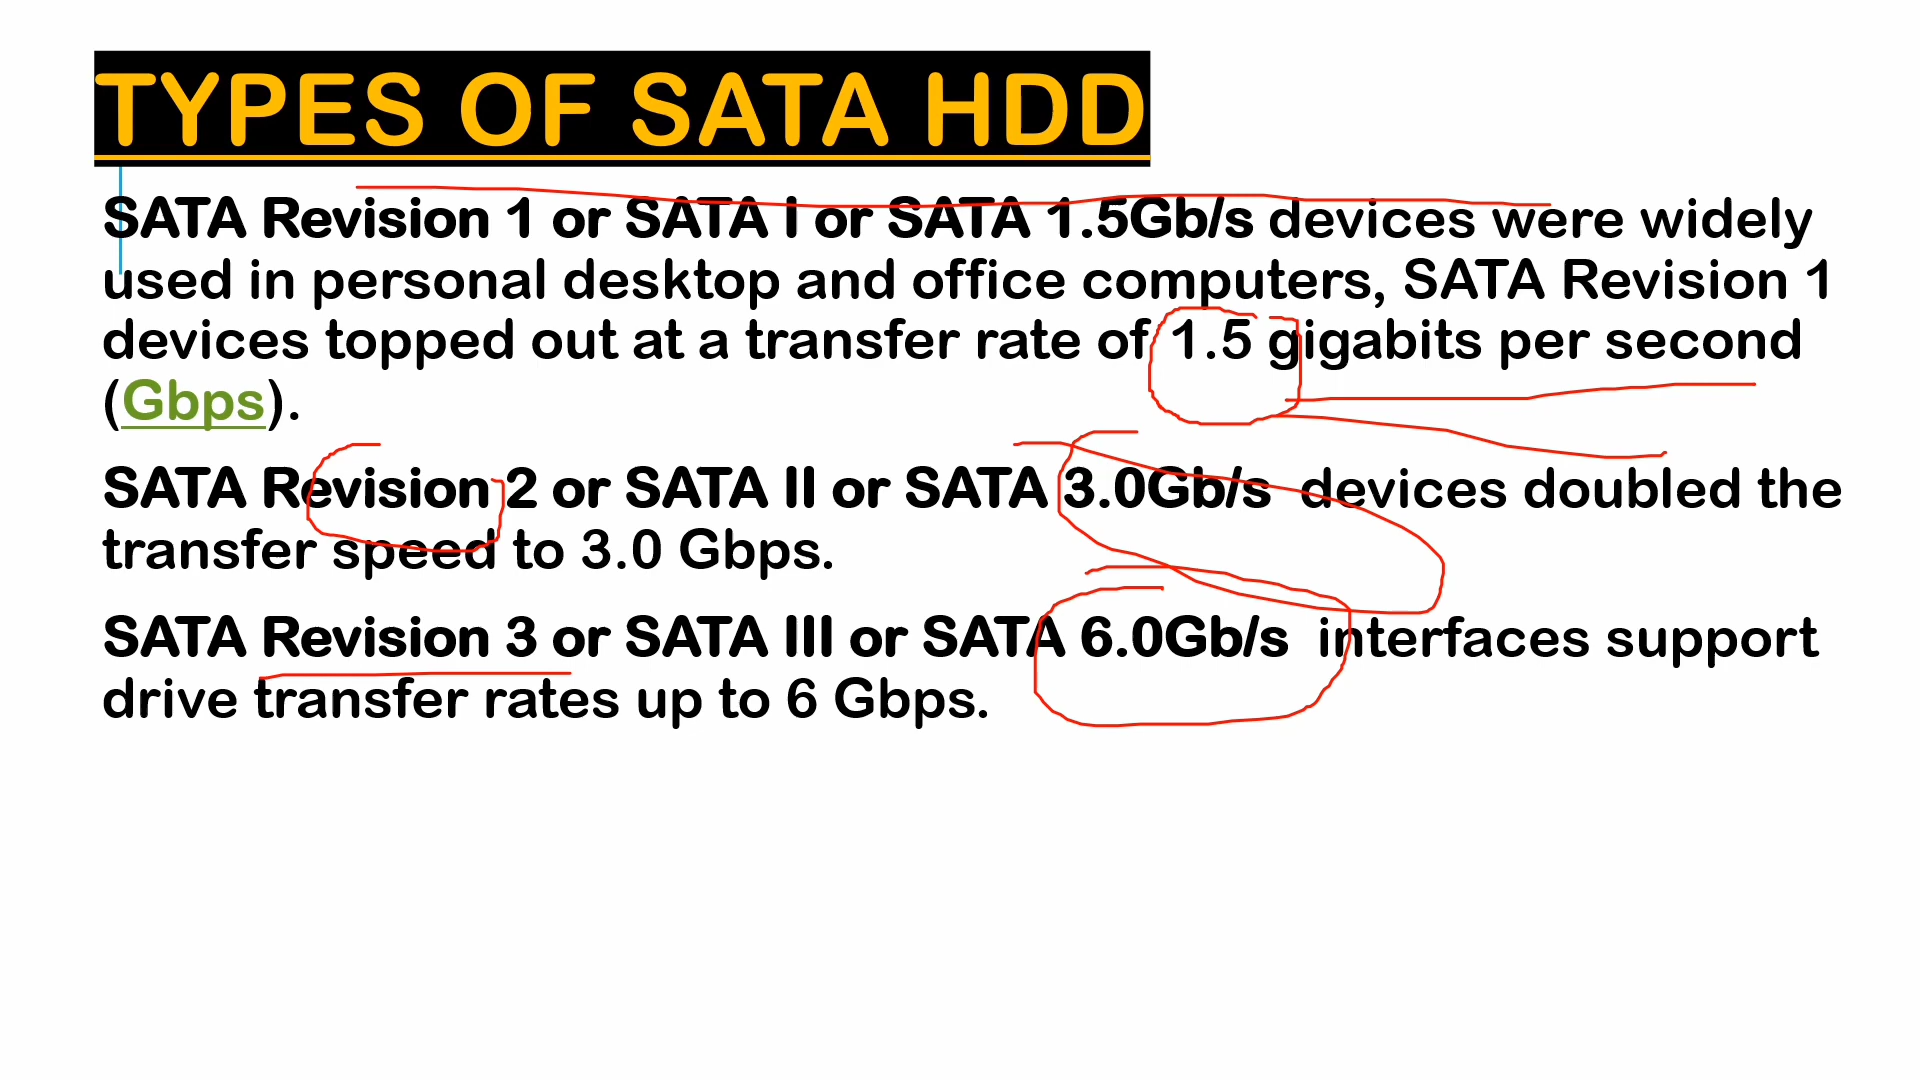 TYPES OF SATA HDD
SATA Revision 1 or SATA I or SATA 1.5Gb/s devices were widely
used in personal desktop and office computers, SATA Revision 1
devices topped out at a transfer rate of 1.5 gigabits per second
(Gbps).
SATA Revision 2 or SATA II or SATA 3.0Gb/s devices doubled the
transfer speed to 3.0 Gbps.
SATA Revision 3 or SATA III or SATA 6.0Gb/s interfaces support
drive transfer rates up to 6 Gbps.